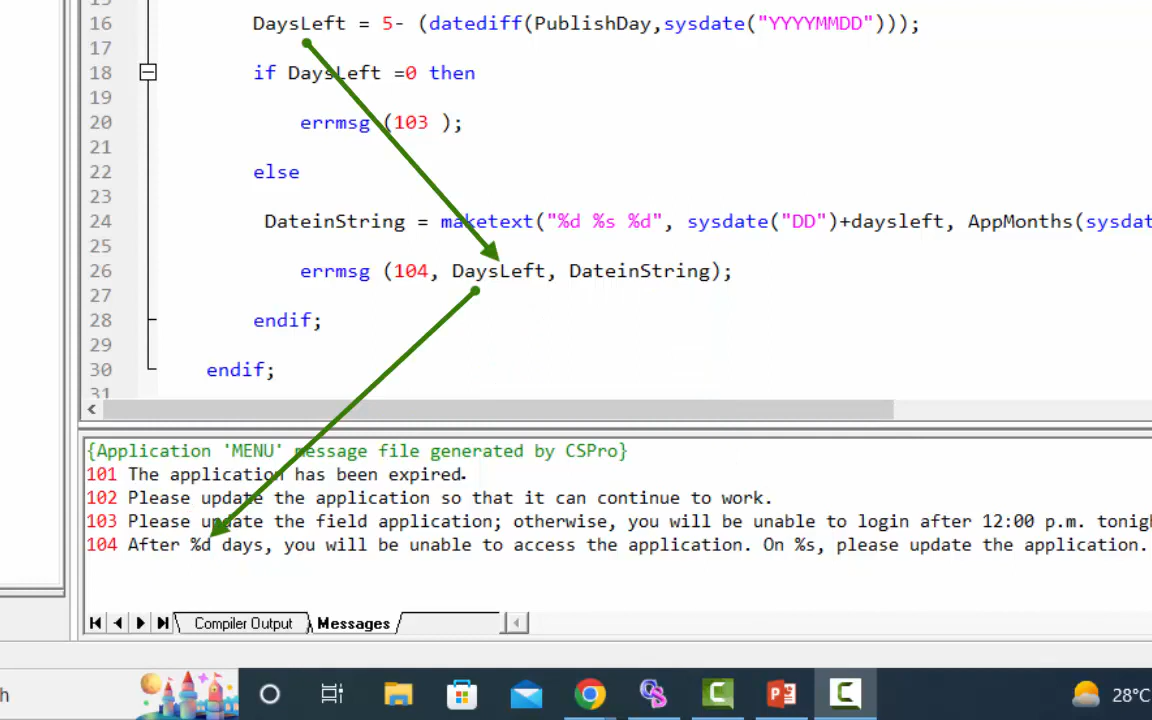 16 DaysLeft = 5- (datediff(PublishDay,sysdate("YYYYMMDD")));
17
18 if DaysLeft =0 then
19
20 errmsg (103 );
21
22 else
23
24 DateinString = maketext("%d %s %d", sysdate("DD")+daysleft, AppMonths(sysdat
25
26 errmsg (104, DaysLeft, DateinString);
27
28 endif;
29
30 endif;
31
{Application 'MENU' message file generated by CSPro}
101 The application has been expired.
102 Please update the application so that it can continue to work.
103 Please update the field application; otherwise, you will be unable to login after 12:00 p.m. tonigh
104 After %d days, you will be unable to access the application. On %s, please update the application.
Compiler Output Messages
h 28°C